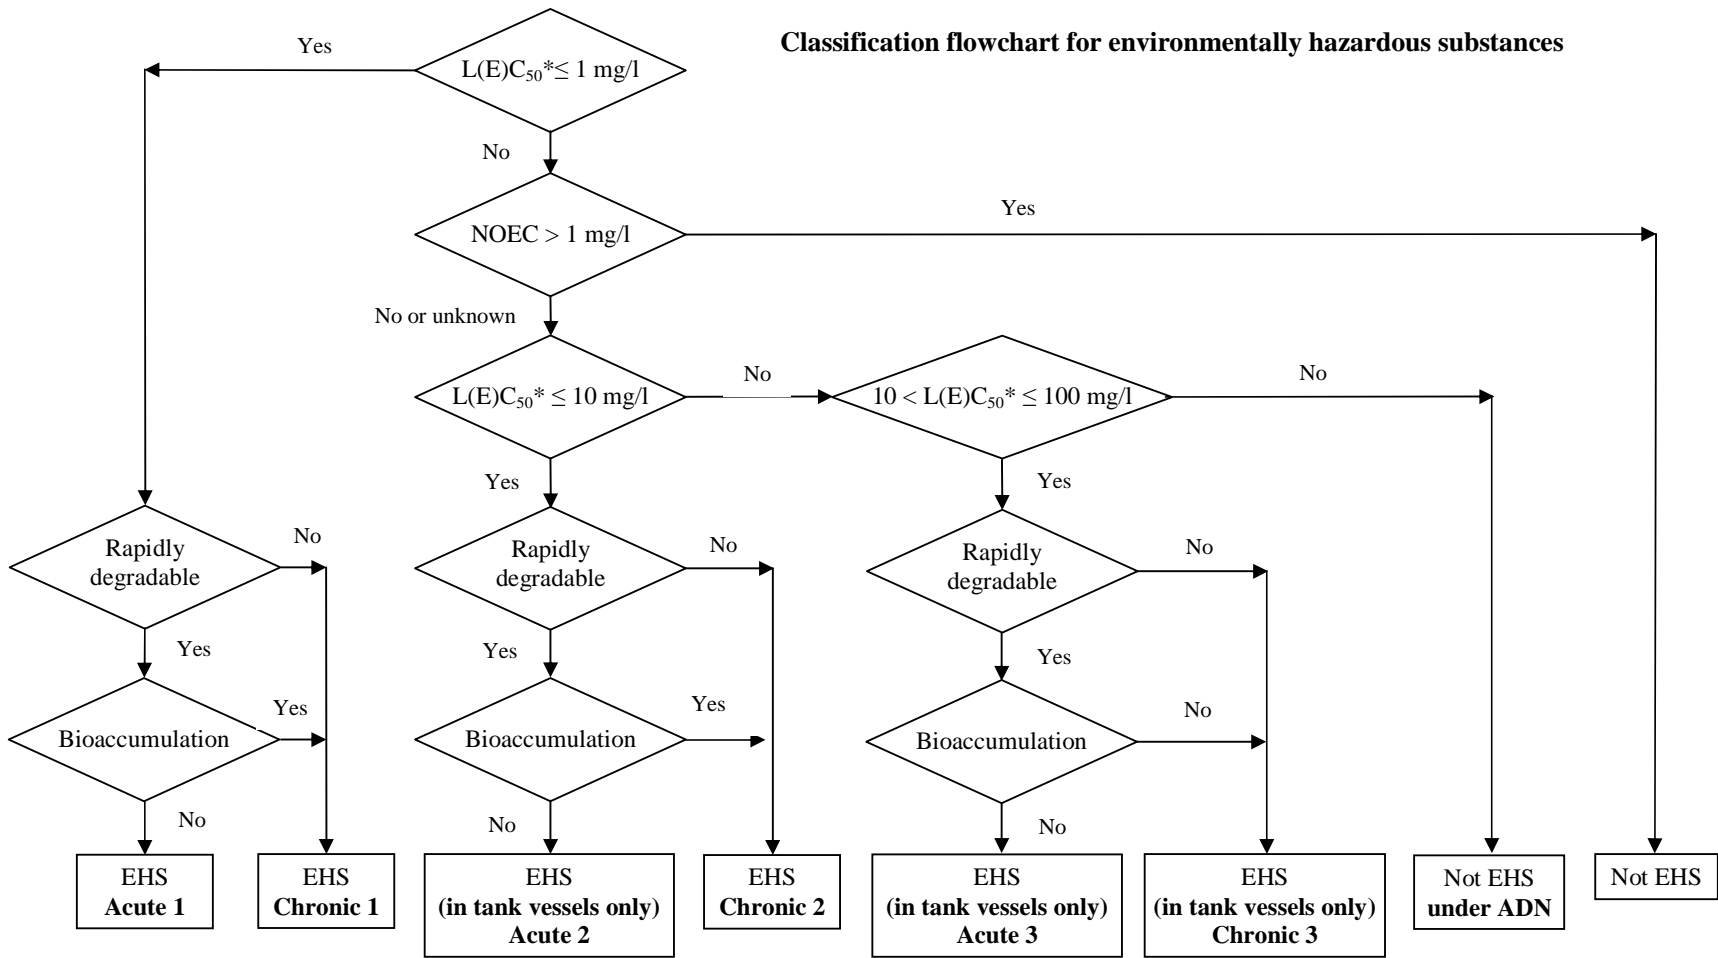 Classification flowchart for environmentally hazardous substances
Yes
L(E)C₅₀*≤ 1 mg/l
No
Yes
NOEC > 1 mg/l
No or unknown
L(E)C₅₀* ≤ 10 mg/l
No
10 < L(E)C₅₀* ≤ 100 mg/l
No
Yes
Yes
Rapidly
degradable
No
Rapidly
degradable
No
Rapidly
degradable
No
Yes
Yes
Yes
Bioaccumulation
Yes
Bioaccumulation
Yes
Bioaccumulation
No
No
No
No
EHS
Acute 1
EHS
Chronic 1
EHS
(in tank vessels only)
Acute 2
EHS
Chronic 2
EHS
(in tank vessels only)
Acute 3
EHS
(in tank vessels only)
Chronic 3
Not EHS
under ADN
Not EHS